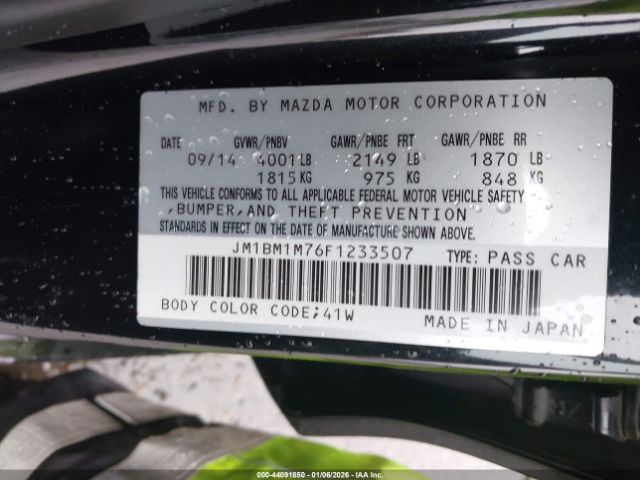 MFD. BY MAZDA MOTOR CORPORATION
DATE GVWR/PNBV GAWR/PNBE FRT GAWR/PNBE RR
09/14 4001LB 2149 LB 1870 LB
1815KG 975 KG 848 KG
THIS VEHICLE CONFORMS TO ALL APPLICABLE FEDERAL MOTOR VEHICLE SAFETY
,BUMPER,AND THEFT PREVENTION
STANDARDS IN EFFECT ON THE DATE OF MANUFACTURE SHOWN ABOVE.
JM1BM1M76F1233507 TYPE: PASS CAR
BODY COLOR CODE;41W MADE IN JAPAN
000-44091850 - 01/06/2026 - IAAI.COM